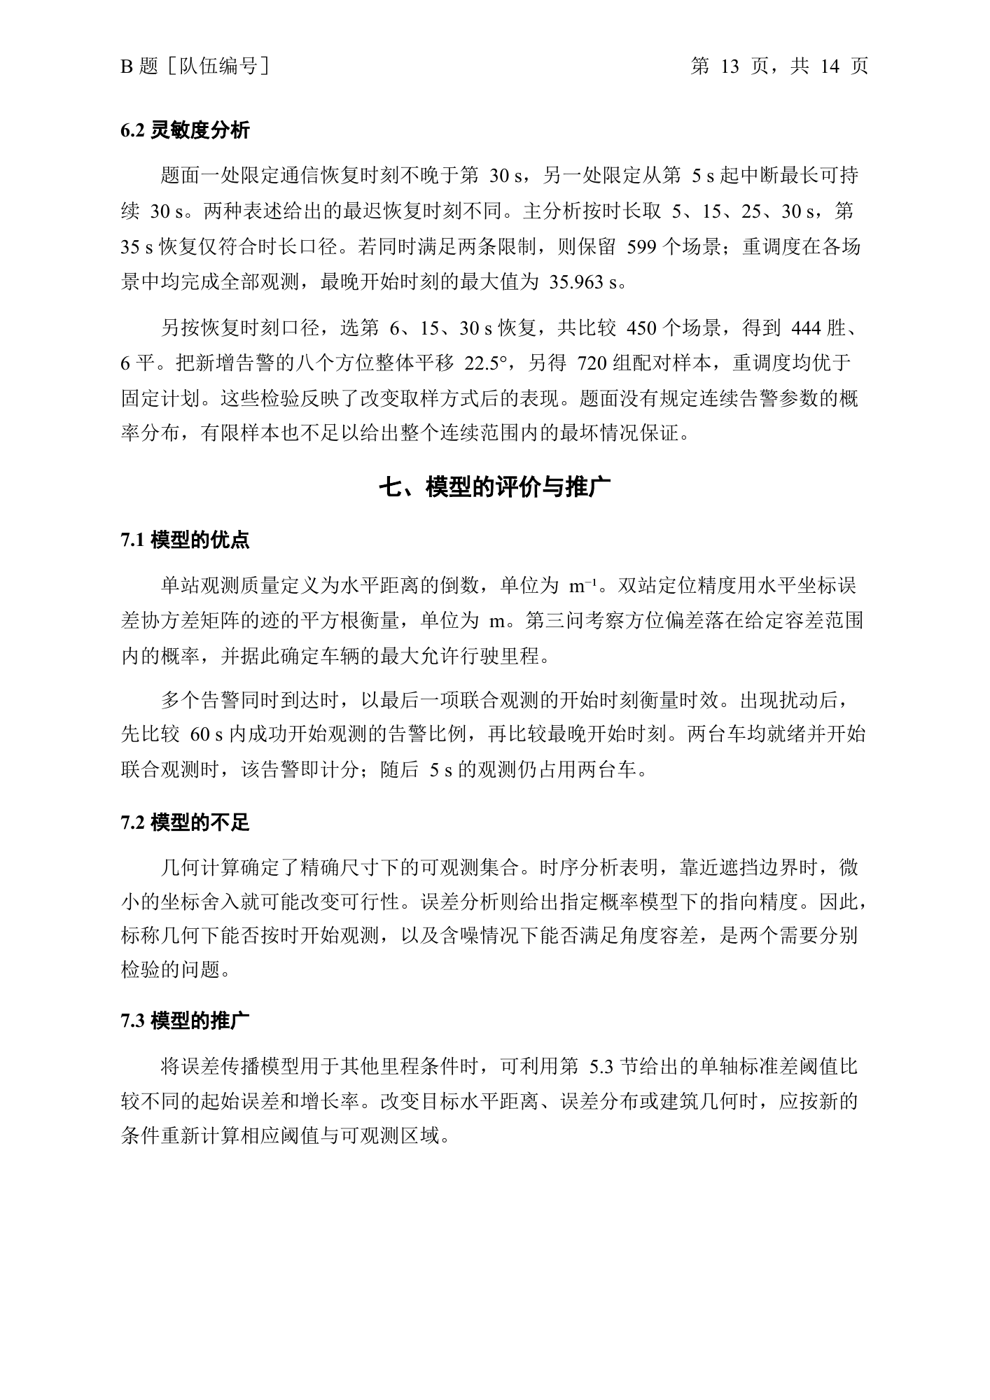 B 题［队伍编号］ 第 13 页，共 14 页
6.2 灵敏度分析
题面一处限定通信恢复时刻不晚于第 30 s，另一处限定从第 5 s 起中断最长可持
续 30 s。两种表述给出的最迟恢复时刻不同。主分析按时长取 5、15、25、30 s，第
35 s 恢复仅符合时长口径。若同时满足两条限制，则保留 599 个场景；重调度在各场
景中均完成全部观测，最晚开始时刻的最大值为 35.963 s。
另按恢复时刻口径，选第 6、15、30 s 恢复，共比较 450 个场景，得到 444 胜、
6 平。把新增告警的八个方位整体平移 22.5°，另得 720 组配对样本，重调度均优于
固定计划。这些检验反映了改变取样方式后的表现。题面没有规定连续告警参数的概
率分布，有限样本也不足以给出整个连续范围内的最坏情况保证。
七、模型的评价与推广
7.1 模型的优点
单站观测质量定义为水平距离的倒数，单位为 m⁻¹。双站定位精度用水平坐标误
差协方差矩阵的迹的平方根衡量，单位为 m。第三问考察方位偏差落在给定容差范围
内的概率，并据此确定车辆的最大允许行驶里程。
多个告警同时到达时，以最后一项联合观测的开始时刻衡量时效。出现扰动后，
先比较 60 s 内成功开始观测的告警比例，再比较最晚开始时刻。两台车均就绪并开始
联合观测时，该告警即计分；随后 5 s 的观测仍占用两台车。
7.2 模型的不足
几何计算确定了精确尺寸下的可观测集合。时序分析表明，靠近遮挡边界时，微
小的坐标舍入就可能改变可行性。误差分析则给出指定概率模型下的指向精度。因此，
标称几何下能否按时开始观测，以及含噪情况下能否满足角度容差，是两个需要分别
检验的问题。
7.3 模型的推广
将误差传播模型用于其他里程条件时，可利用第 5.3 节给出的单轴标准差阈值比
较不同的起始误差和增长率。改变目标水平距离、误差分布或建筑几何时，应按新的
条件重新计算相应阈值与可观测区域。